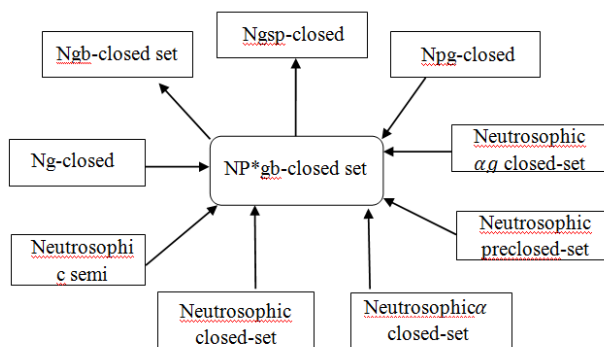 Ngsp-closed
Ngb-closed set
Npg-closed
Neutrosophic
αg closed-set
Ng-closed
NP*gb-closed set
Neutrosophic
preclosed-set
Neutrosophi
c semi
Neutrosophic
closed-set
Neutrosophicα
closed-set